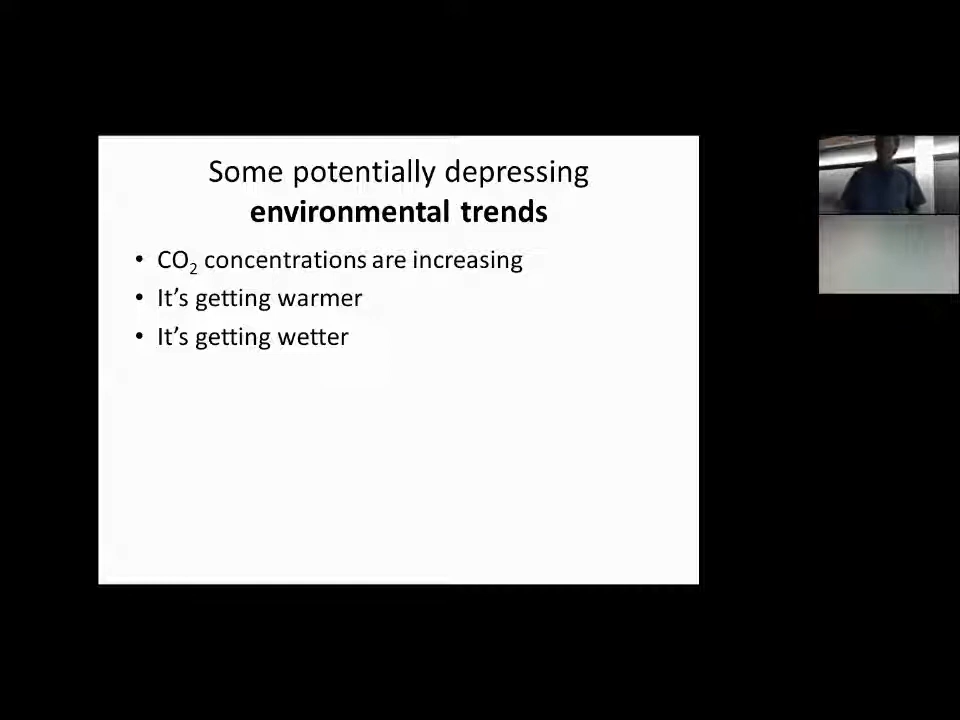 Some potentially depressing
environmental trends
• CO₂ concentrations are increasing
• It’s getting warmer
• It’s getting wetter